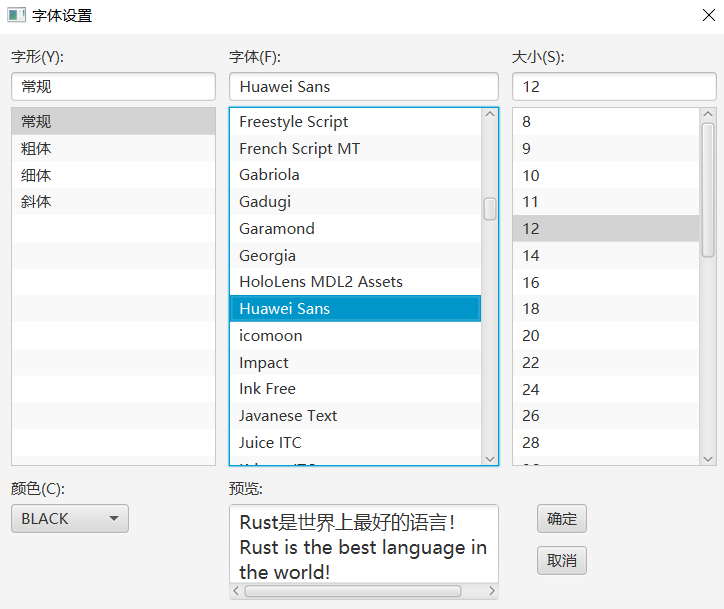 字体设置
字形(Y):
常规
常规
粗体
细体
斜体
字体(F):
Huawei Sans
Freestyle Script
French Script MT
Gabriola
Gadugi
Garamond
Georgia
HoloLens MDL2 Assets
Huawei Sans
icomoon
Impact
Ink Free
Javanese Text
Juice ITC
大小(S):
12
8
9
10
11
12
14
16
18
20
22
24
26
28
颜色(C):
BLACK
预览:
Rust是世界上最好的语言!
Rust is the best language in
the world!
确定
取消